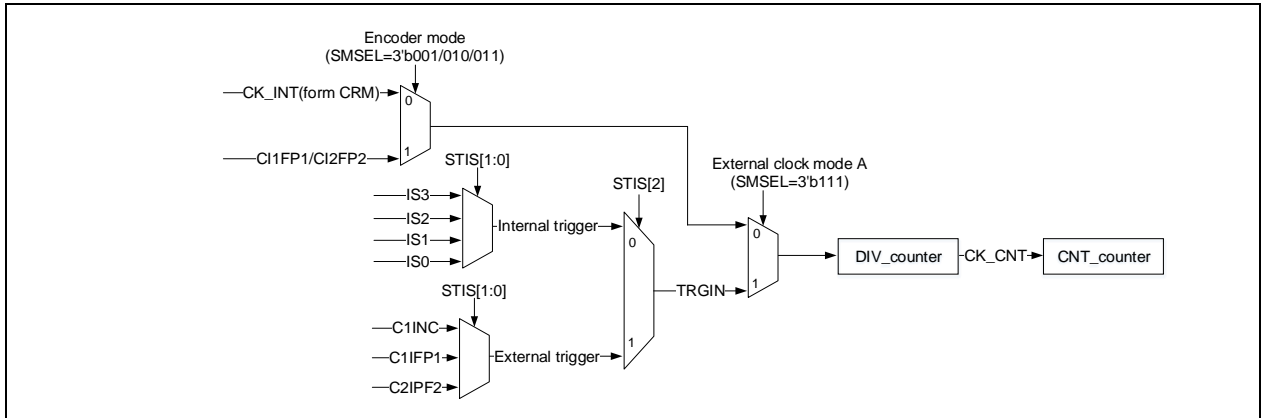 Encoder mode
(SMSEL=3'b001/010/011)
CK_INT(form CRM)
0
CI1FP1/CI2FP2
1
STIS[1:0]
External clock mode A
(SMSEL=3'b111)
STIS[2]
IS3
IS2
IS1
IS0
Internal trigger
0
0
DIV_counter
CK_CNT
CNT_counter
TRGIN
1
STIS[1:0]
C1INC
C1IFP1
C2IPF2
External trigger
1